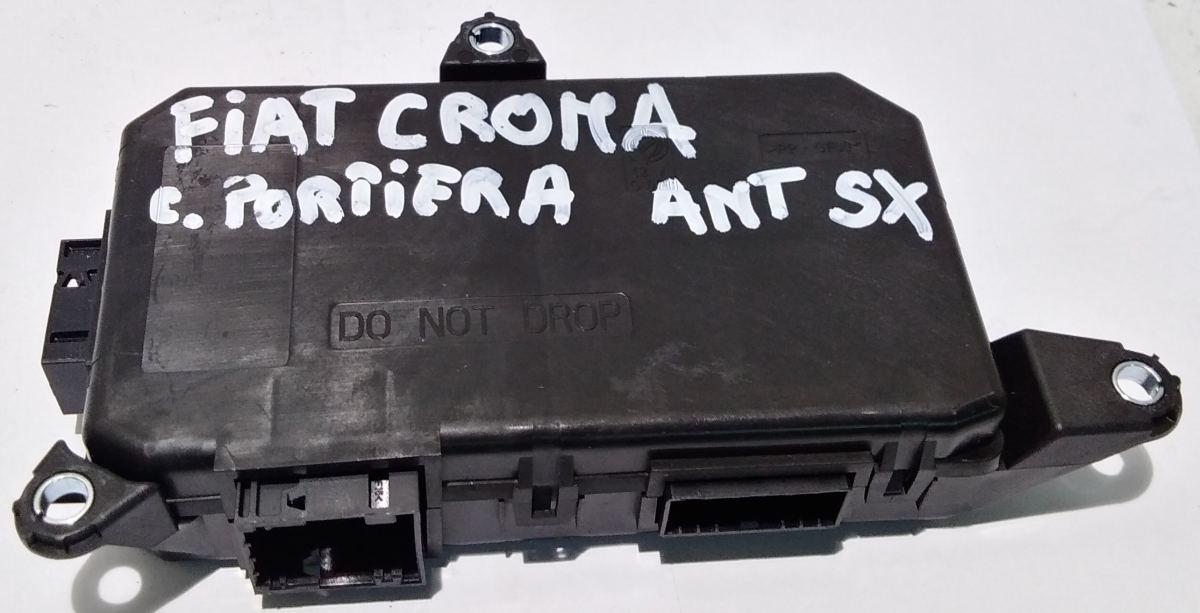 FiAT CROMA
C. PORTiERA ANT SX
DO NOT DROP